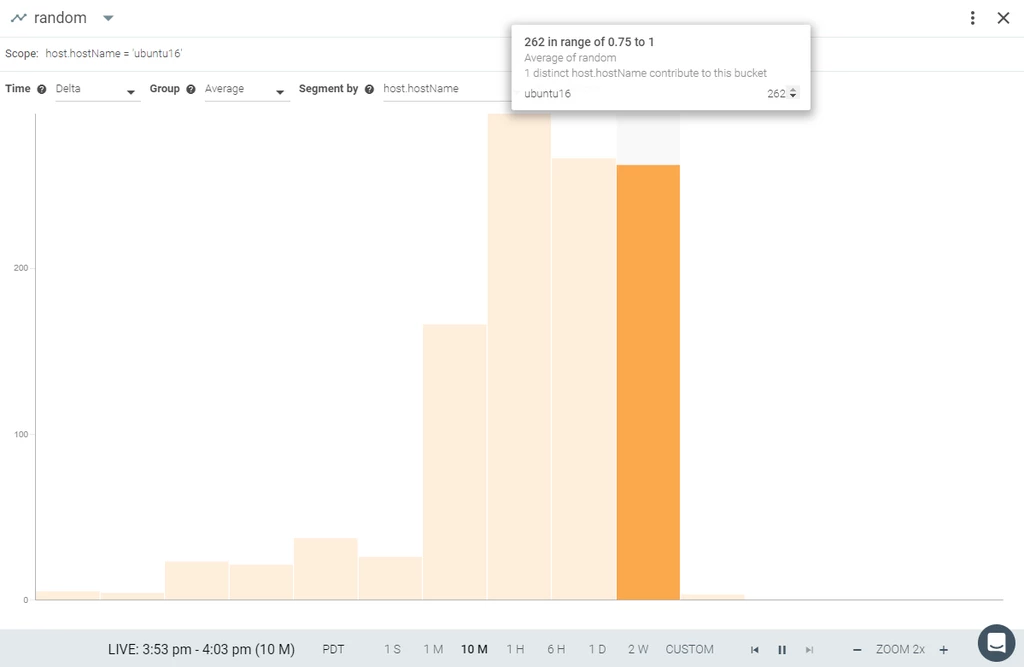 random
Scope: host.hostName = 'ubuntu16'
262 in range of 0.75 to 1
Average of random
1 distinct host.hostName contribute to this bucket
ubuntu16 262
Time ? Delta Group ? Average Segment by ? host.hostName
200
100
0
LIVE: 3:53 pm - 4:03 pm (10 M) PDT 1 S 1 M 10 M 1 H 6 H 1 D 2 W CUSTOM − ZOOM 2x +